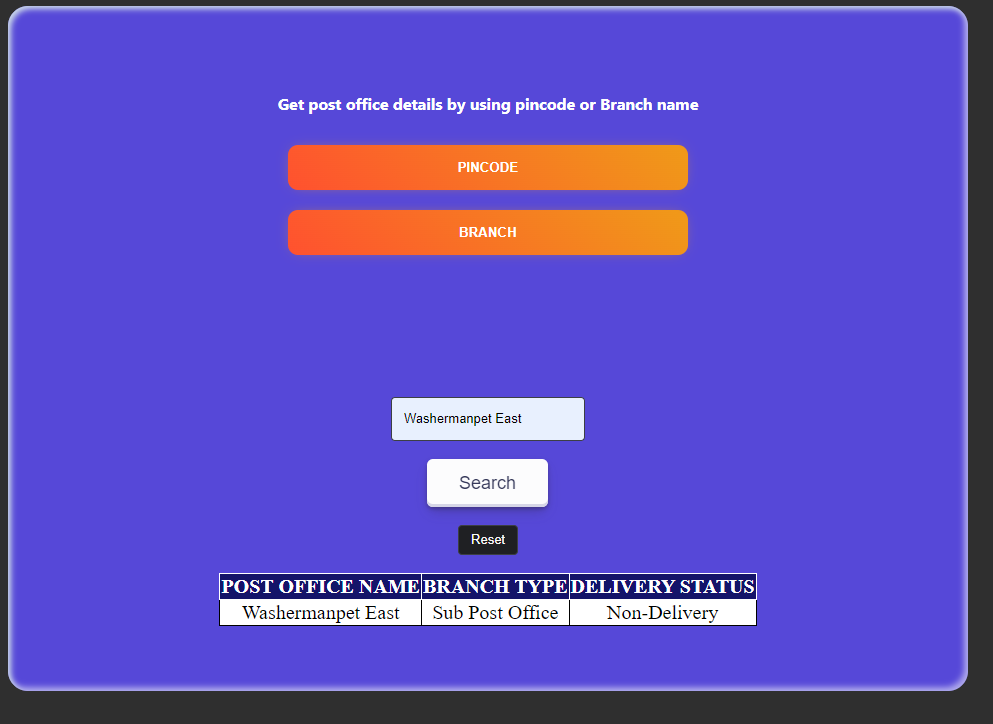 Get post office details by using pincode or Branch name
PINCODE
BRANCH
Washermanpet East
Search
Reset
POST OFFICE NAME BRANCH TYPE DELIVERY STATUS
Washermanpet East Sub Post Office Non-Delivery